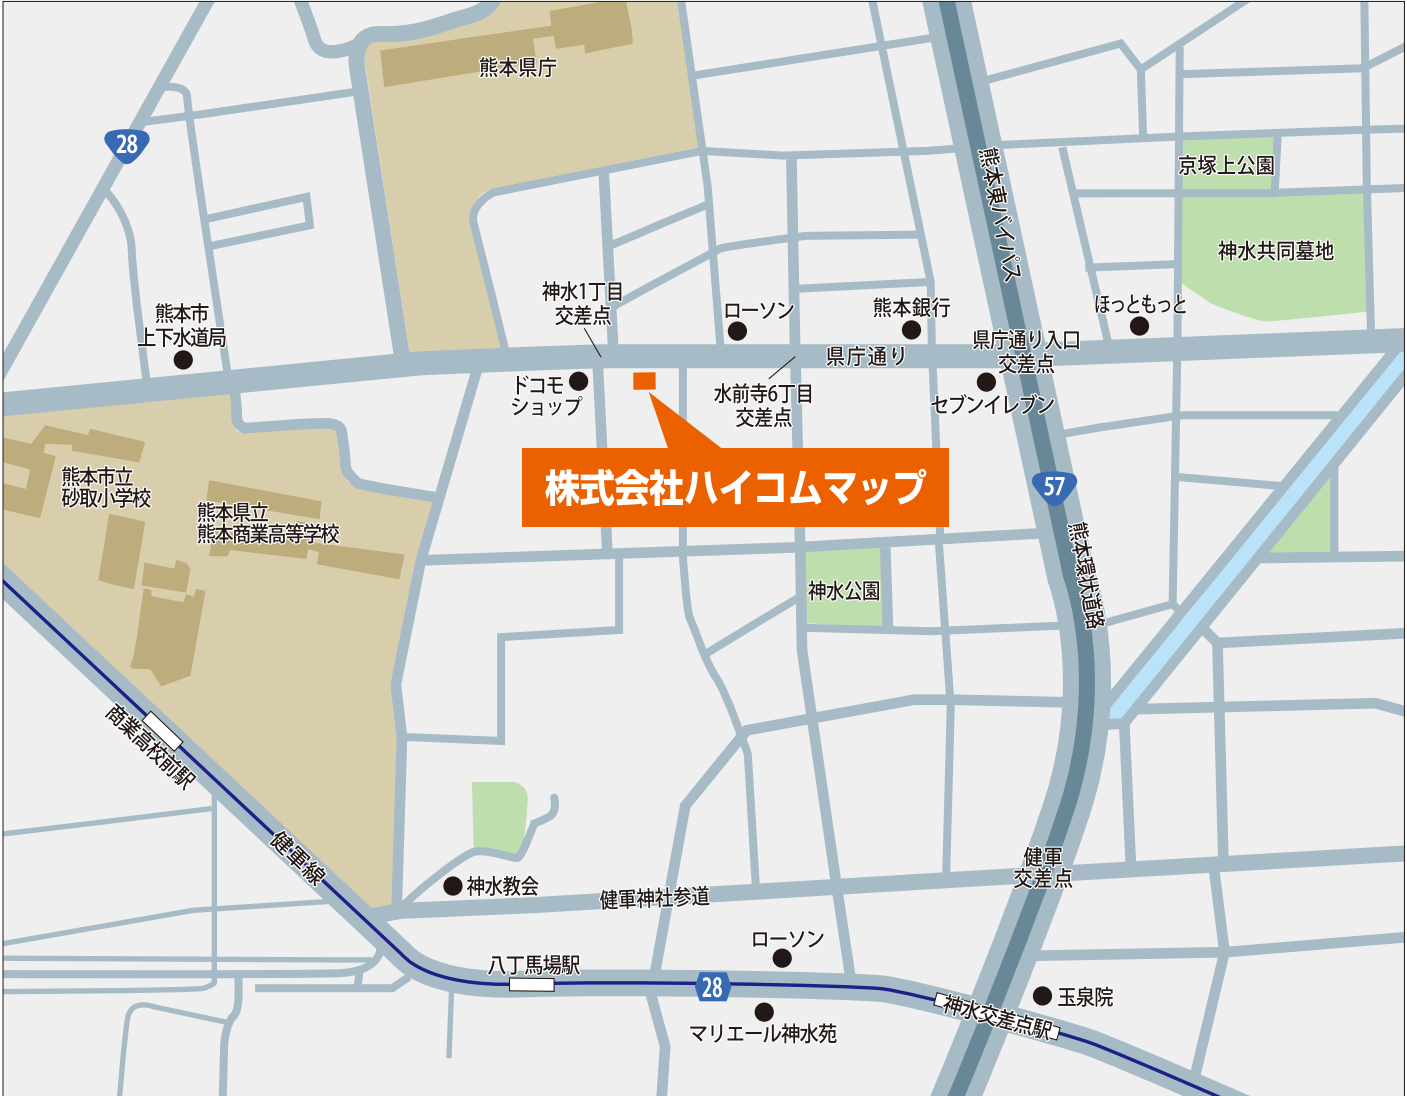 熊本県庁
28
京塚上公園
熊本東バイパス
神水共同墓地
神水1丁目
交差点
ローソン
熊本銀行
ほっともっと
熊本市
上下水道局
県庁通り
県庁通り入口
交差点
ドコモ
ショップ
水前寺6丁目
交差点
セブンイレブン
株式会社ハイコムマップ
熊本市立
砂取小学校
57
熊本県立
熊本商業高等学校
熊本環状道路
神水公園
商業高校前駅
健軍線
健軍
交差点
神水教会
健軍神社参道
ローソン
八丁馬場駅
28
玉泉院
神水交差点駅
マリエール神水苑